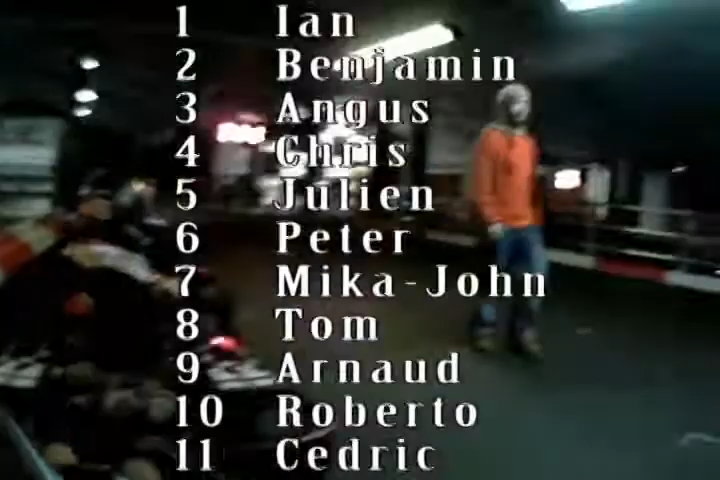 1 Ian
2 Benjamin
3 Angus
4 Chris
5 Julien
6 Peter
7 Mika-John
8 Tom
9 Arnaud
10 Roberto
11 Cedric